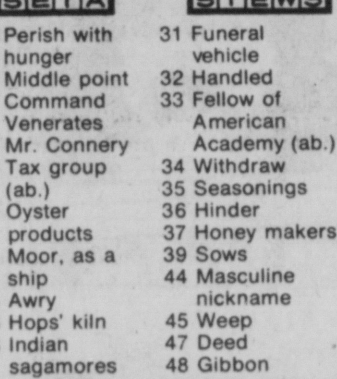 SETA
STEWS
Perish with
hunger
Middle point
Command
Venerates
Mr. Connery
Tax group
(ab.)
Oyster
products
Moor, as a
ship
Awry
Hops' kiln
Indian
sagamores
31 Funeral
vehicle
32 Handled
33 Fellow of
American
Academy (ab.)
34 Withdraw
35 Seasonings
36 Hinder
37 Honey makers
39 Sows
44 Masculine
nickname
45 Weep
47 Deed
48 Gibbon